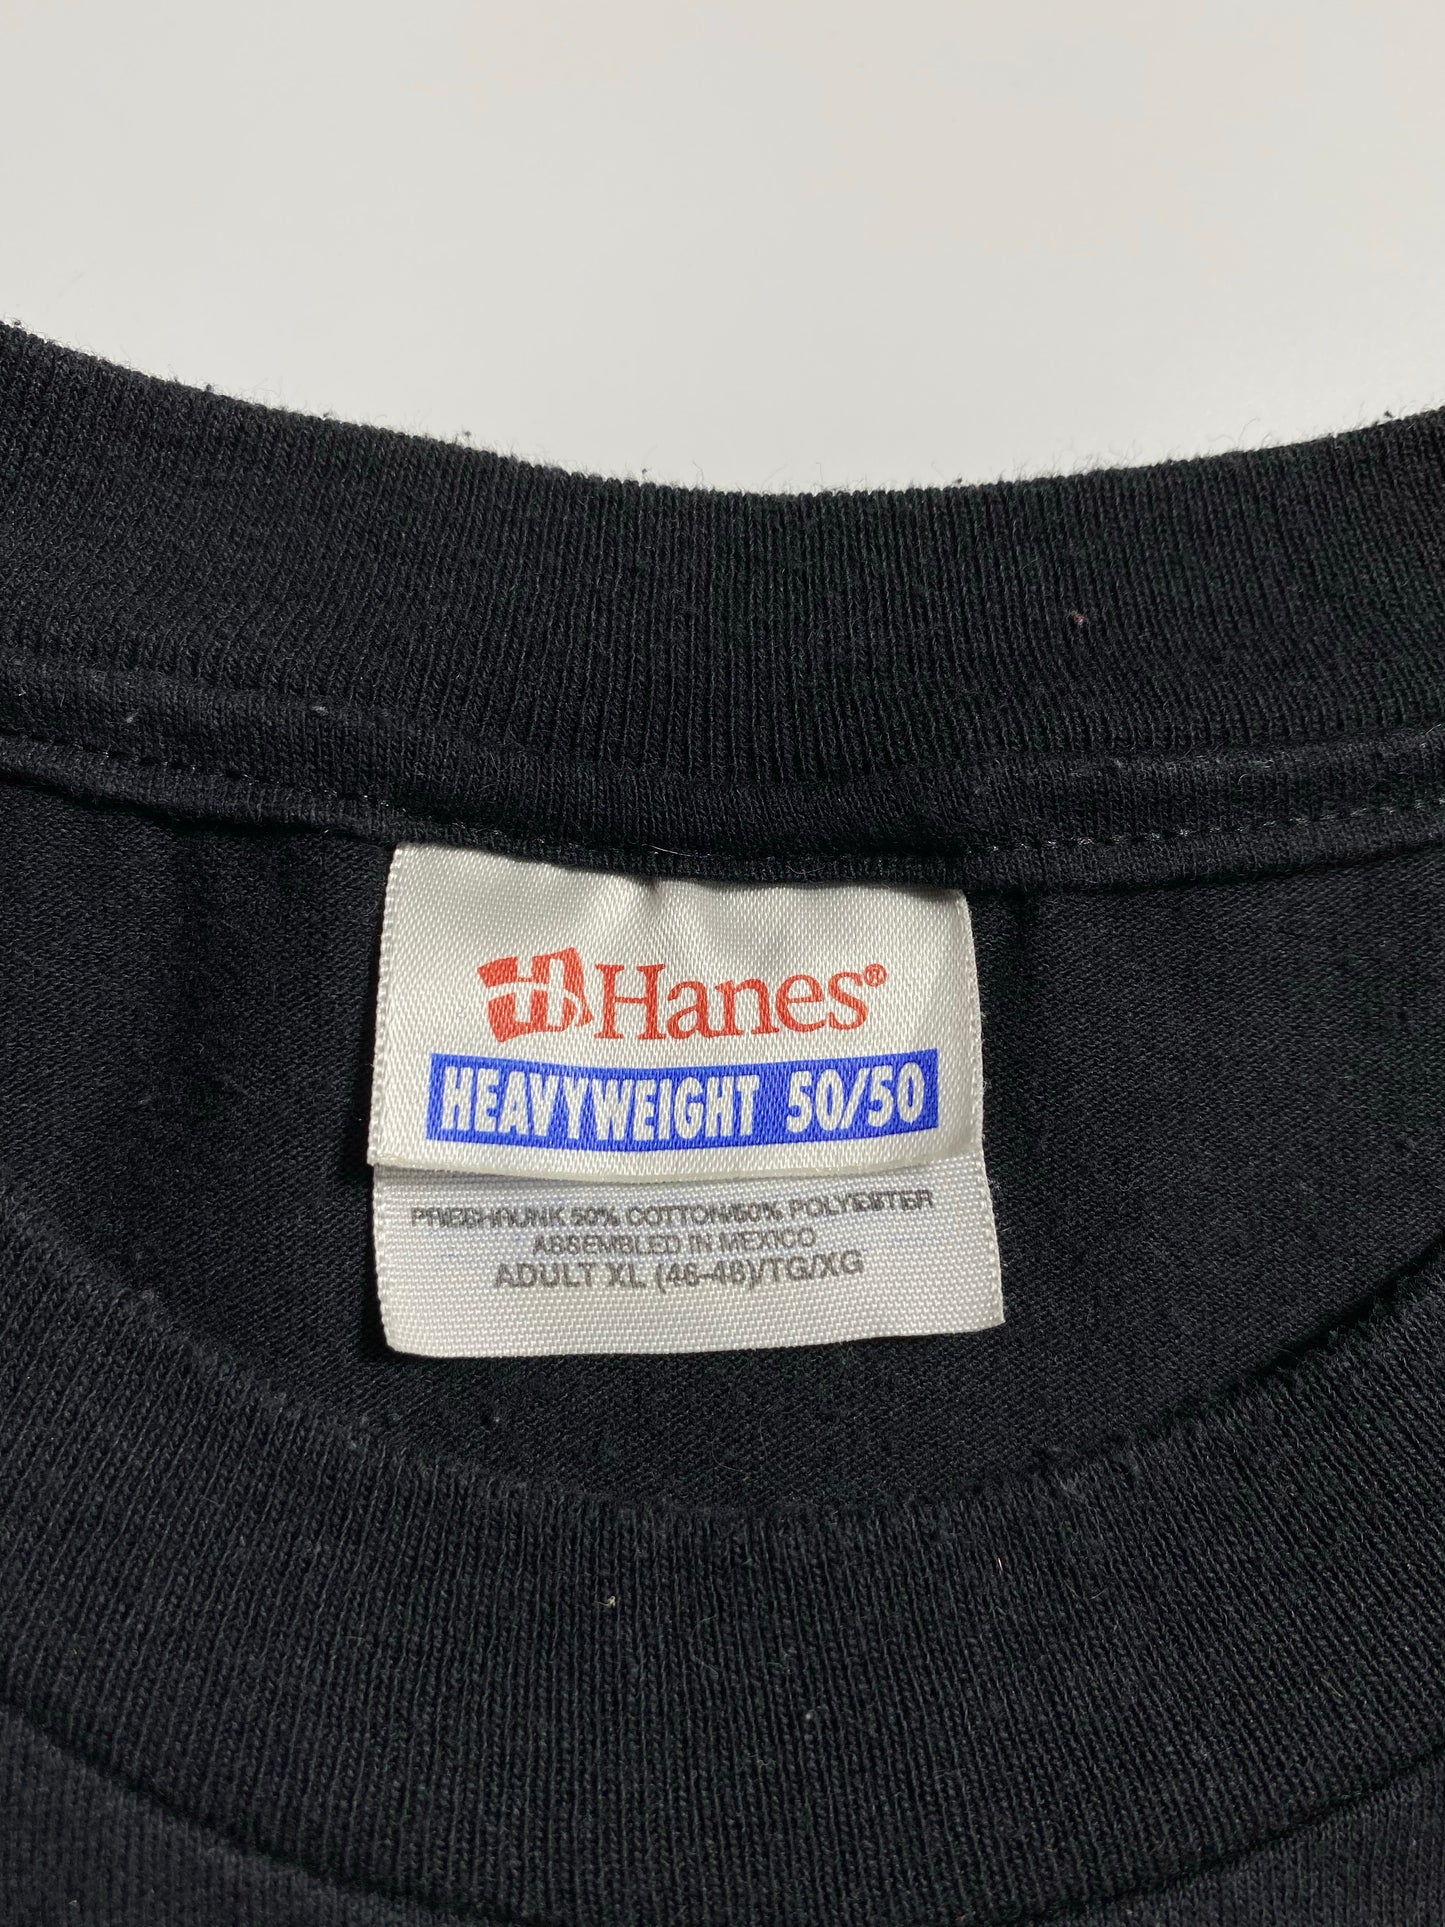 Hanes®
HEAVYWEIGHT 50/50
PRESHRUNK 50% COTTON/50% POLYESTER
ASSEMBLED IN MEXICO
ADULT XL (46-48)/TG/XG